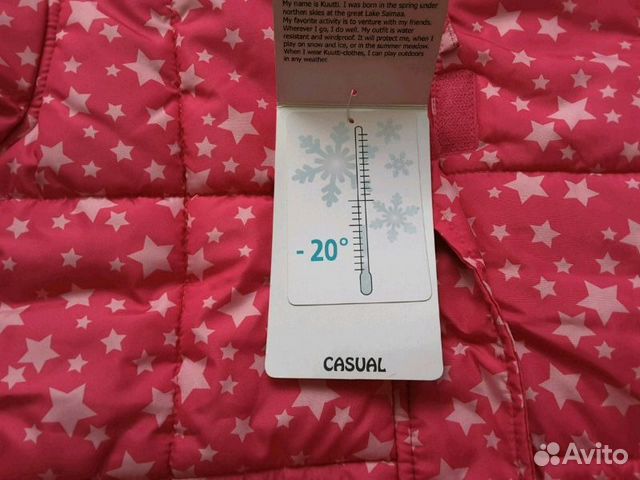 My name is Kuutti. I was born in the spring under
northen skies at the great Lake Saimaa.
My favorite activity is to venture with my friends.
Wherever I go, I do well. My outfit is water
resistant and windproof. It will protect me, when I
play on snow and ice, or in the summer meadow.
When I wear Kuutti-clothes, I can play outdoors
in any weather.
- 20°
CASUAL
Avito